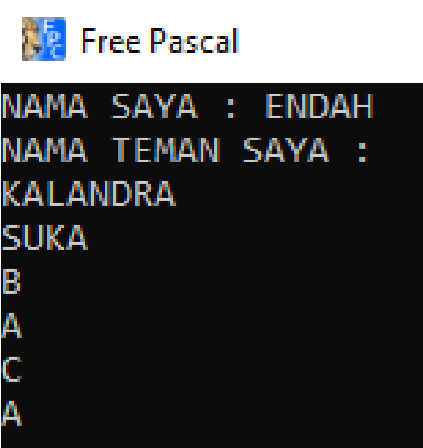 Free Pascal
NAMA SAYA : ENDAH
NAMA TEMAN SAYA :
KALANDRA
SUKA
B
A
C
A